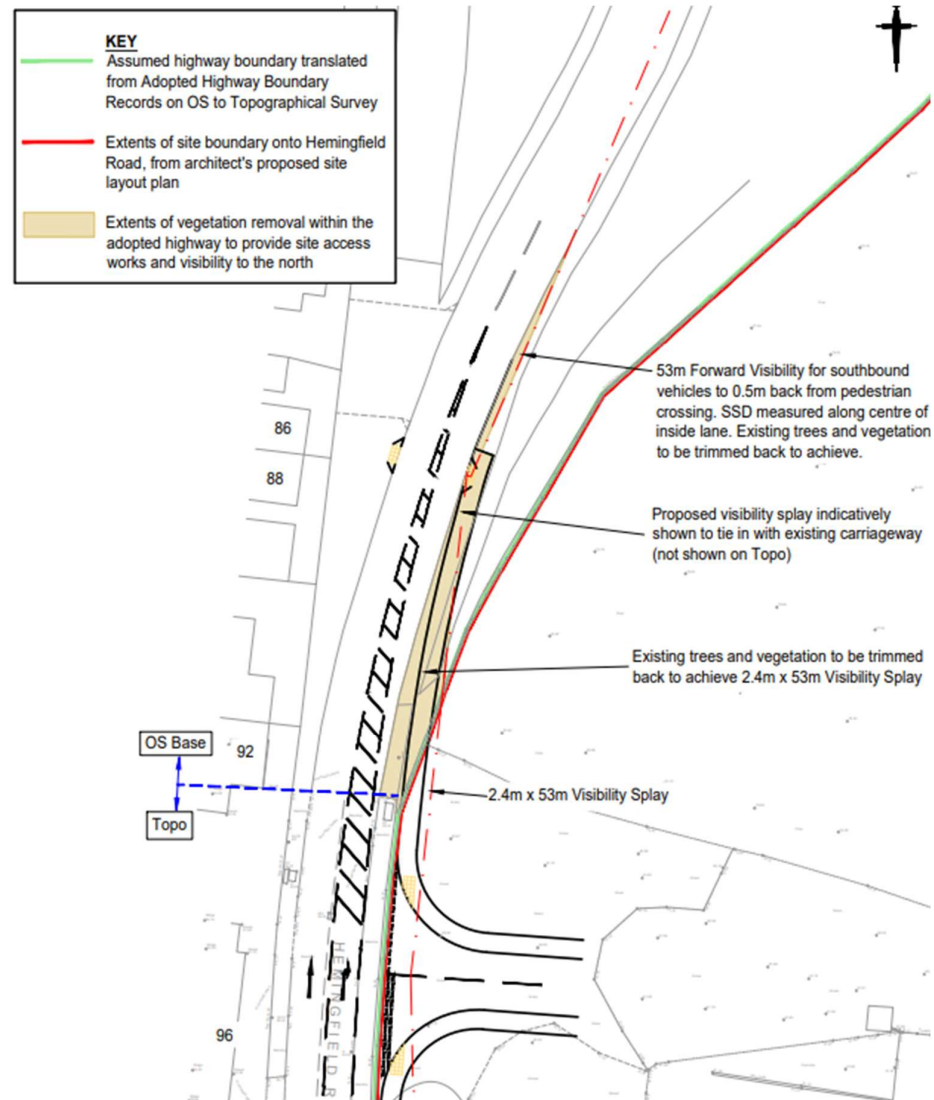 KEY
Assumed highway boundary translated
from Adopted Highway Boundary
Records on OS to Topographical Survey
Extents of site boundary onto Hemingfield
Road, from architect's proposed site
layout plan
Extents of vegetation removal within the
adopted highway to provide site access
works and visibility to the north
53m Forward Visibility for southbound
vehicles to 0.5m back from pedestrian
crossing. SSD measured along centre of
inside lane. Existing trees and vegetation
to be trimmed back to achieve.
86
88
Proposed visibility splay indicatively
shown to tie in with existing carriageway
(not shown on Topo)
Existing trees and vegetation to be trimmed
back to achieve 2.4m x 53m Visibility Splay
OS Base
92
2.4m x 53m Visibility Splay
Topo
HEMINGFIELD R
96